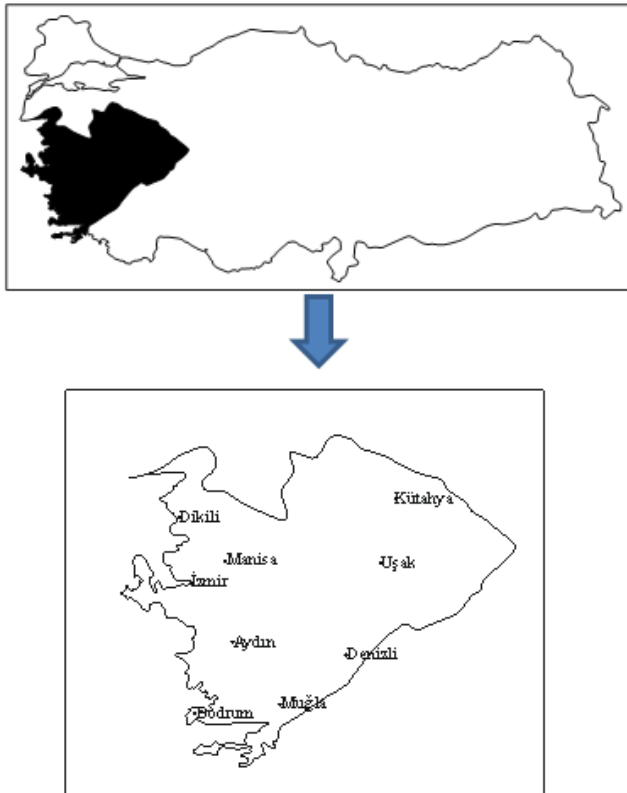 Kütahya
Dikili
Manisa
Uşak
İzmir
Aydın
Denizli
Muğla
Bodrum